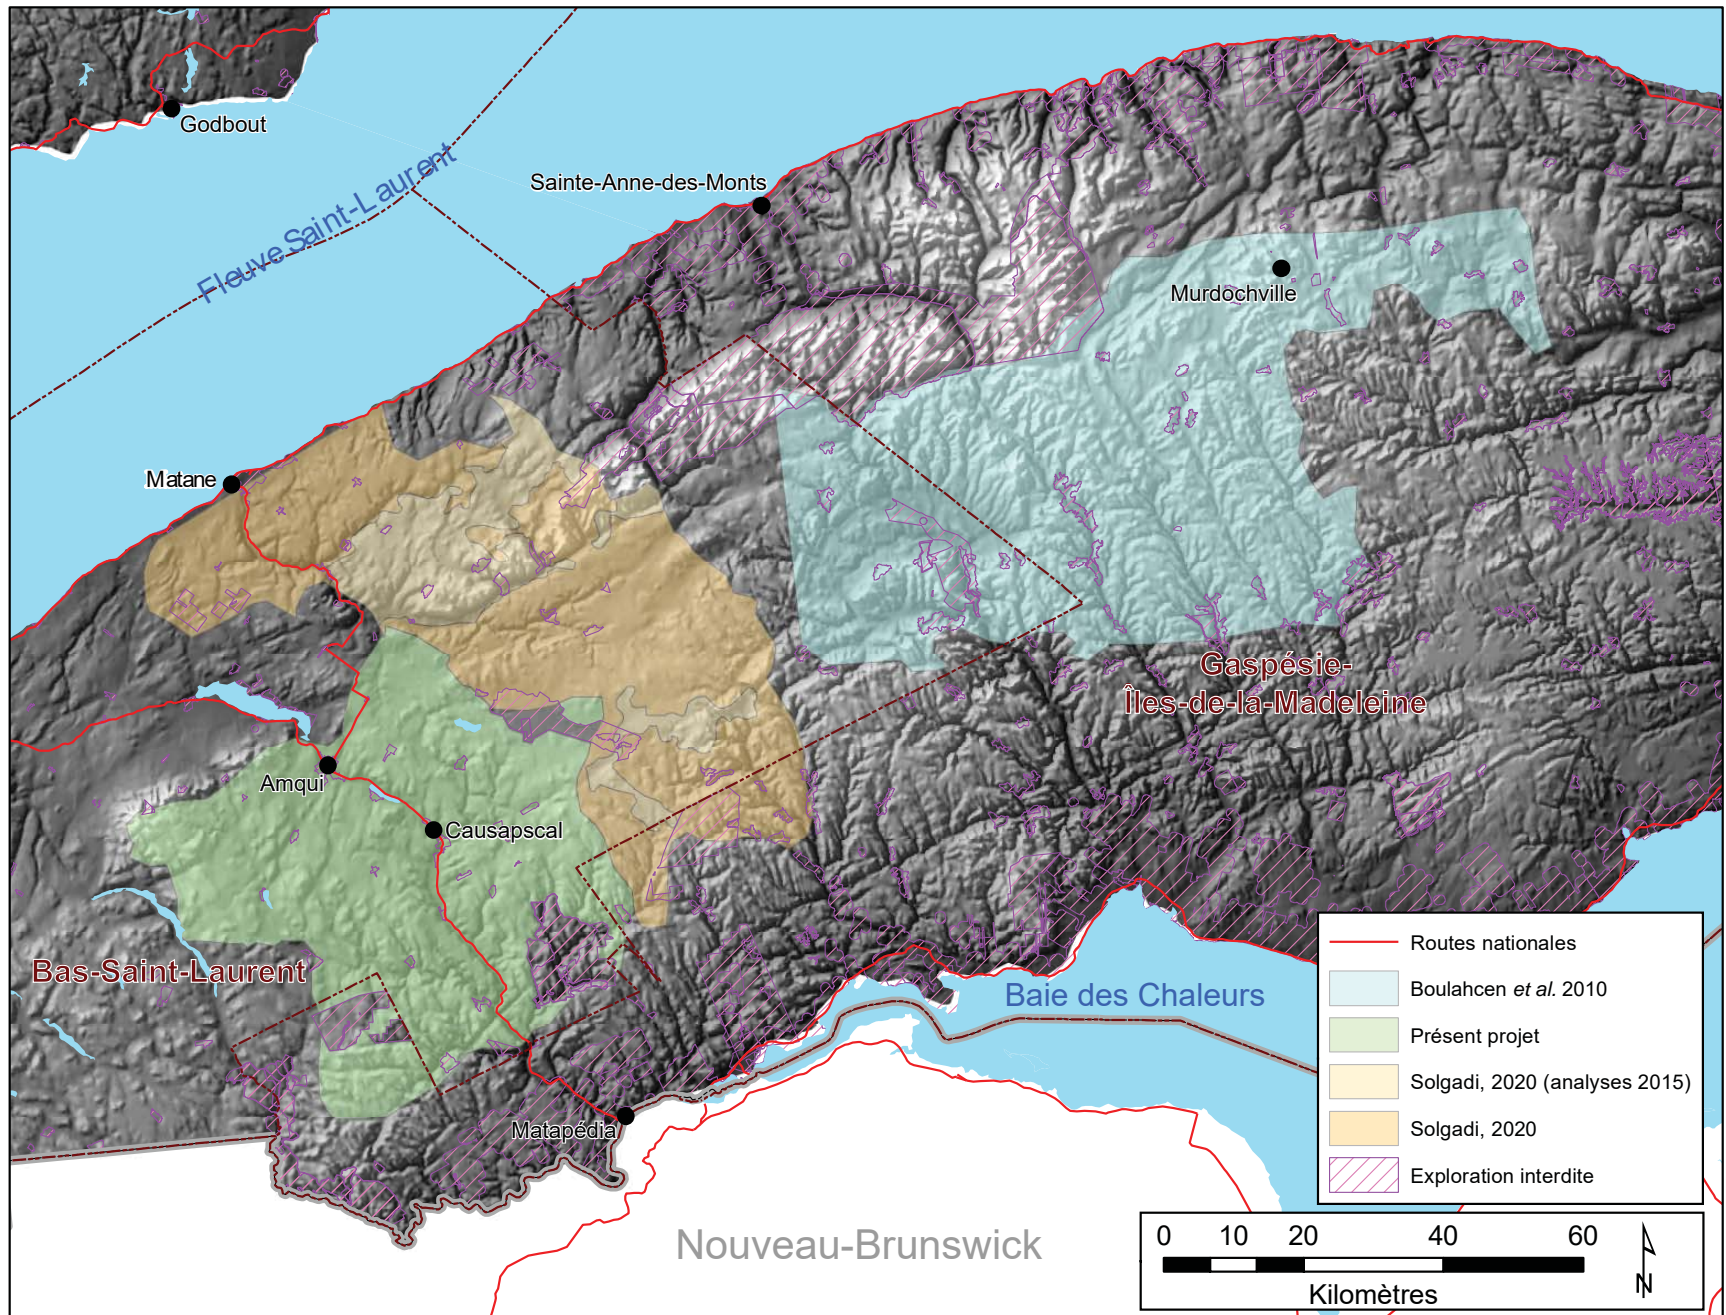 Godbout
Fleuve Saint-Laurent
Sainte-Anne-des-Monts
Murdochville
Matane
Gaspésie-
Îles-de-la-Madeleine
Amqui
Causapscal
Bas-Saint-Laurent
Baie des Chaleurs
Matapédia
Nouveau-Brunswick
Routes nationales
Boulahcen et al. 2010
Présent projet
Solgadi, 2020 (analyses 2015)
Solgadi, 2020
Exploration interdite
0 10 20 40 60
Kilomètres
N